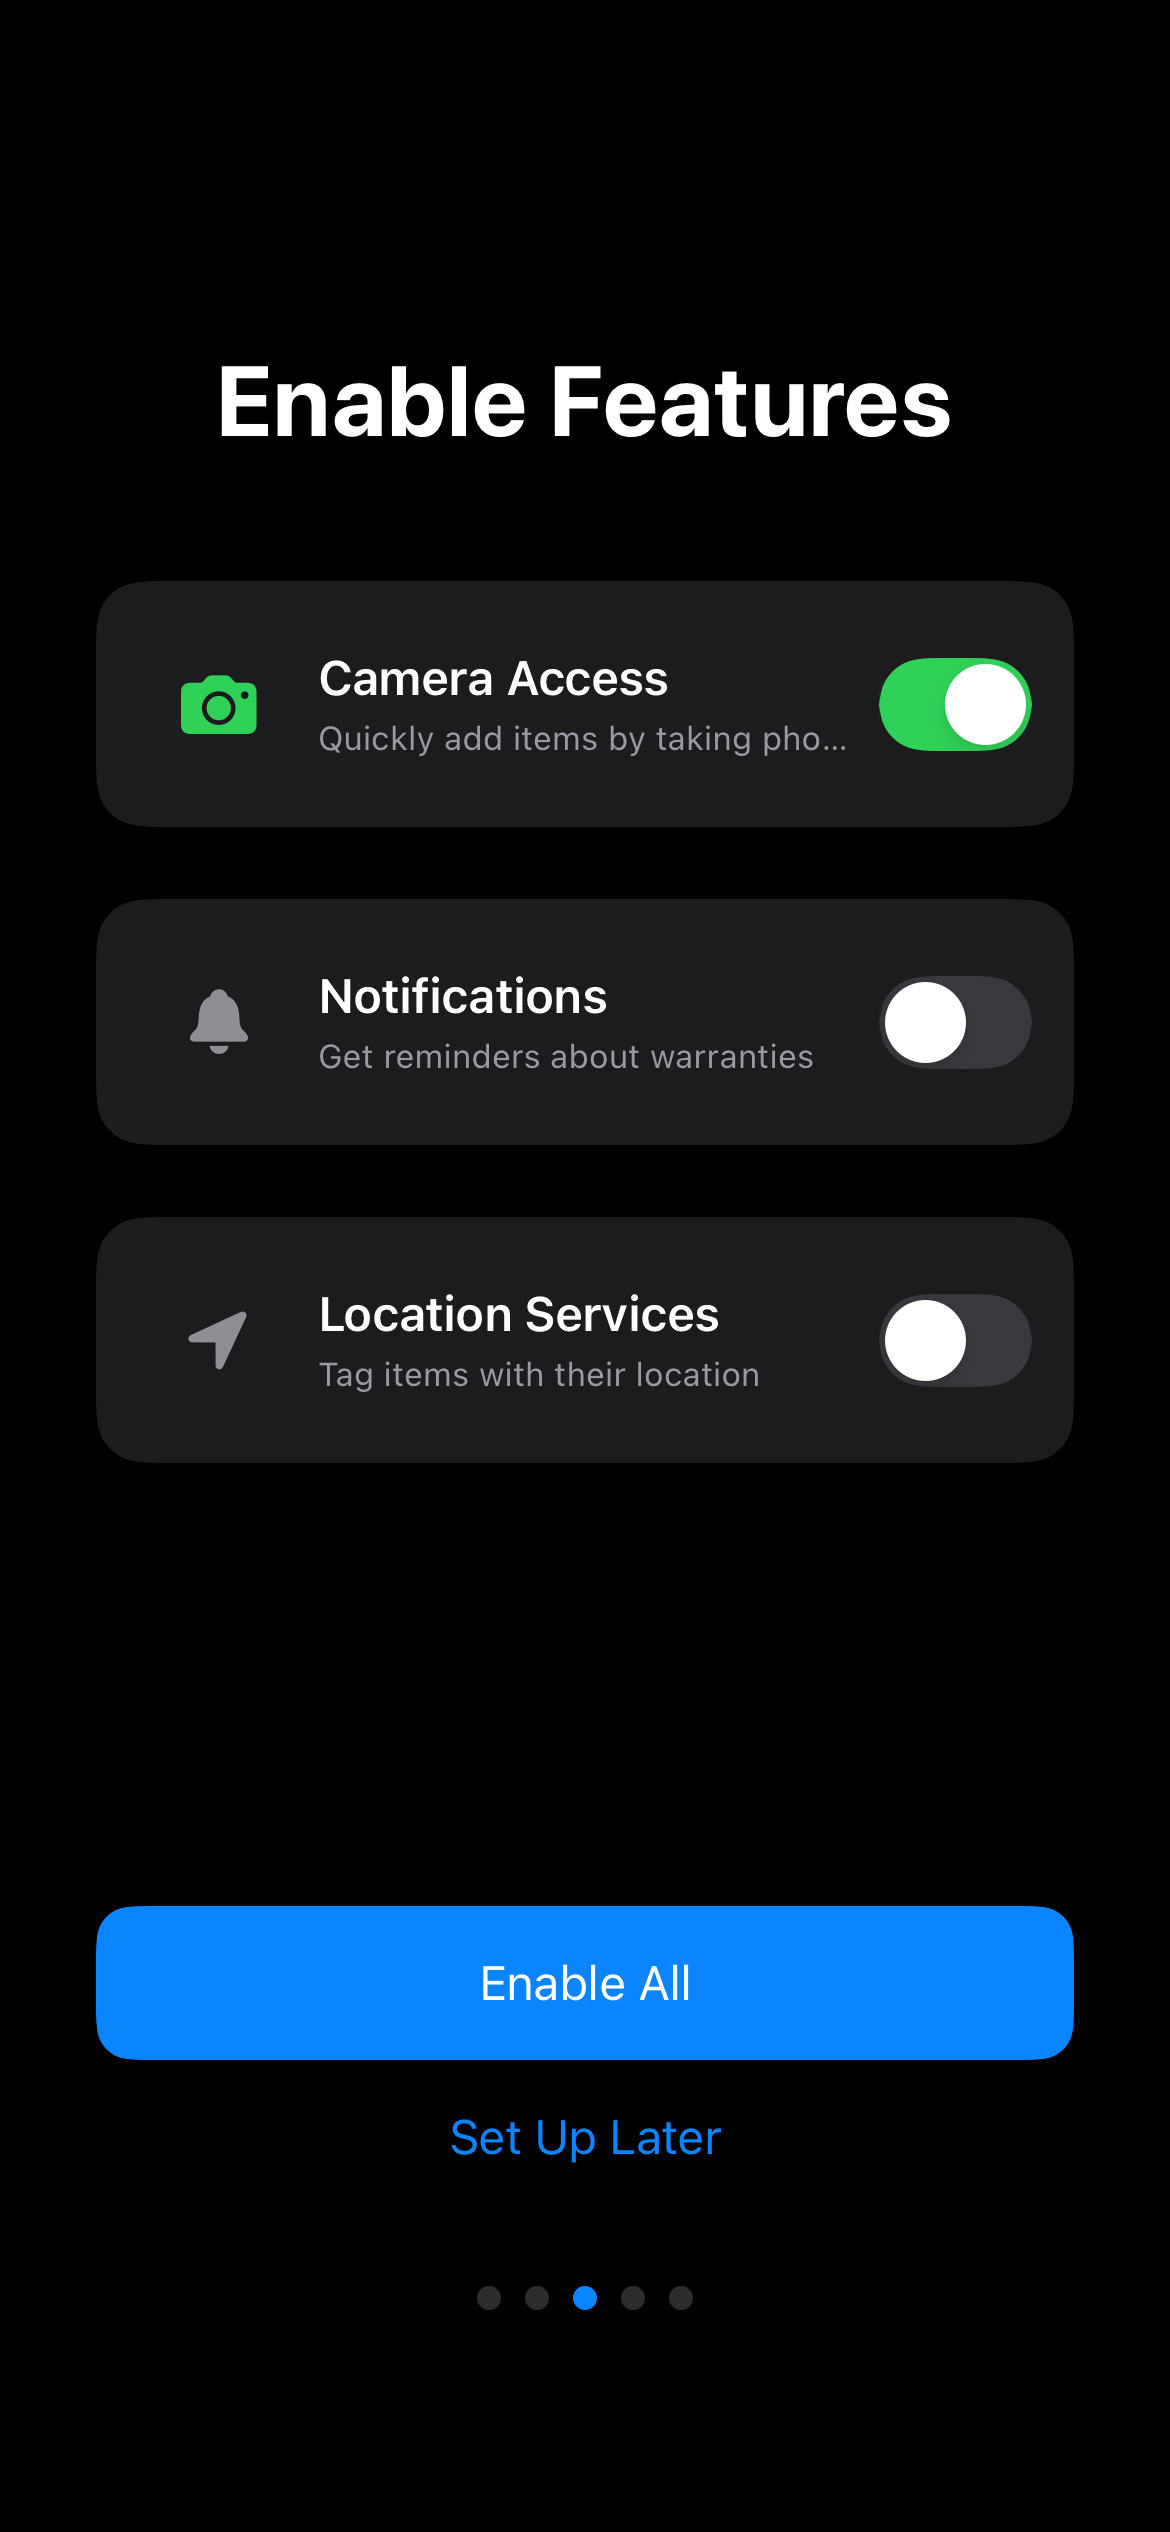 Enable Features
Camera Access
Quickly add items by taking pho...
Notifications
Get reminders about warranties
Location Services
Tag items with their location
Enable All
Set Up Later